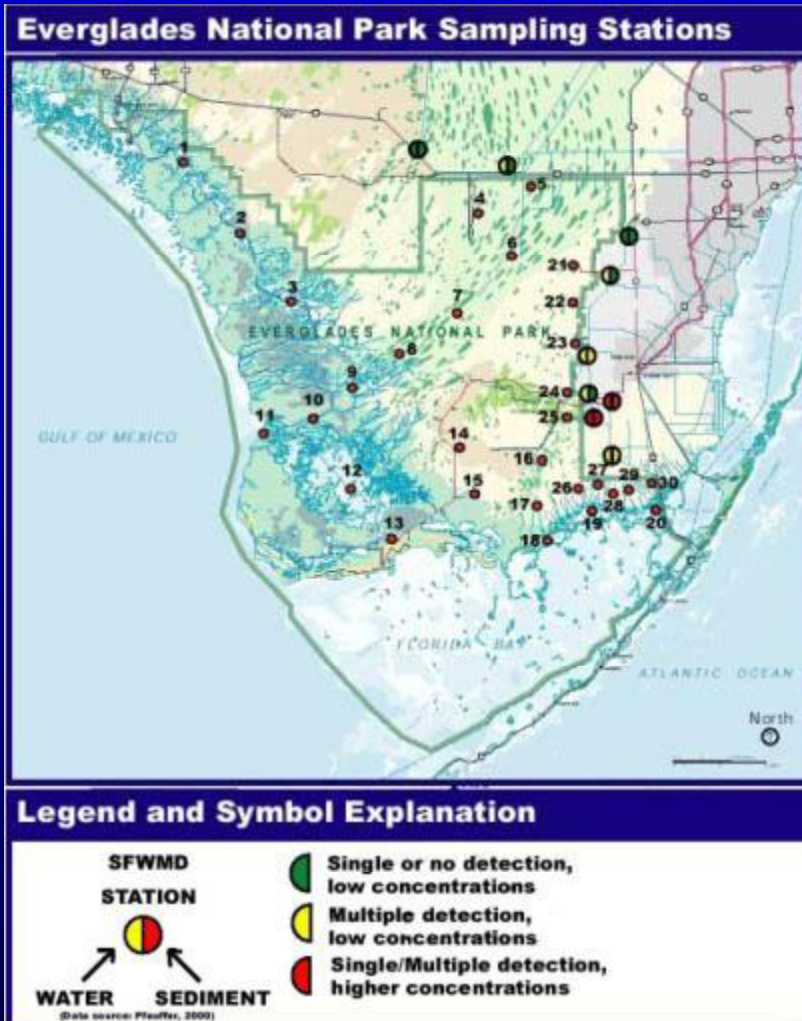 Everglades National Park Sampling Stations
1
2
3
4
5
6
7
8
9
10
11
12
13
14
15
16
17
18
19
20
21
22
23
24
25
26
27
28
29
30
EVERGLADES NATIONAL PARK
GULF OF MEXICO
FLORIDA BAY
ATLANTIC OCEAN
North
Legend and Symbol Explanation
SFWMD
STATION
WATER SEDIMENT
(Data source: Pfeuffer, 2000)
Single or no detection,
low concentrations
Multiple detection,
low concentrations
Single/Multiple detection,
higher concentrations